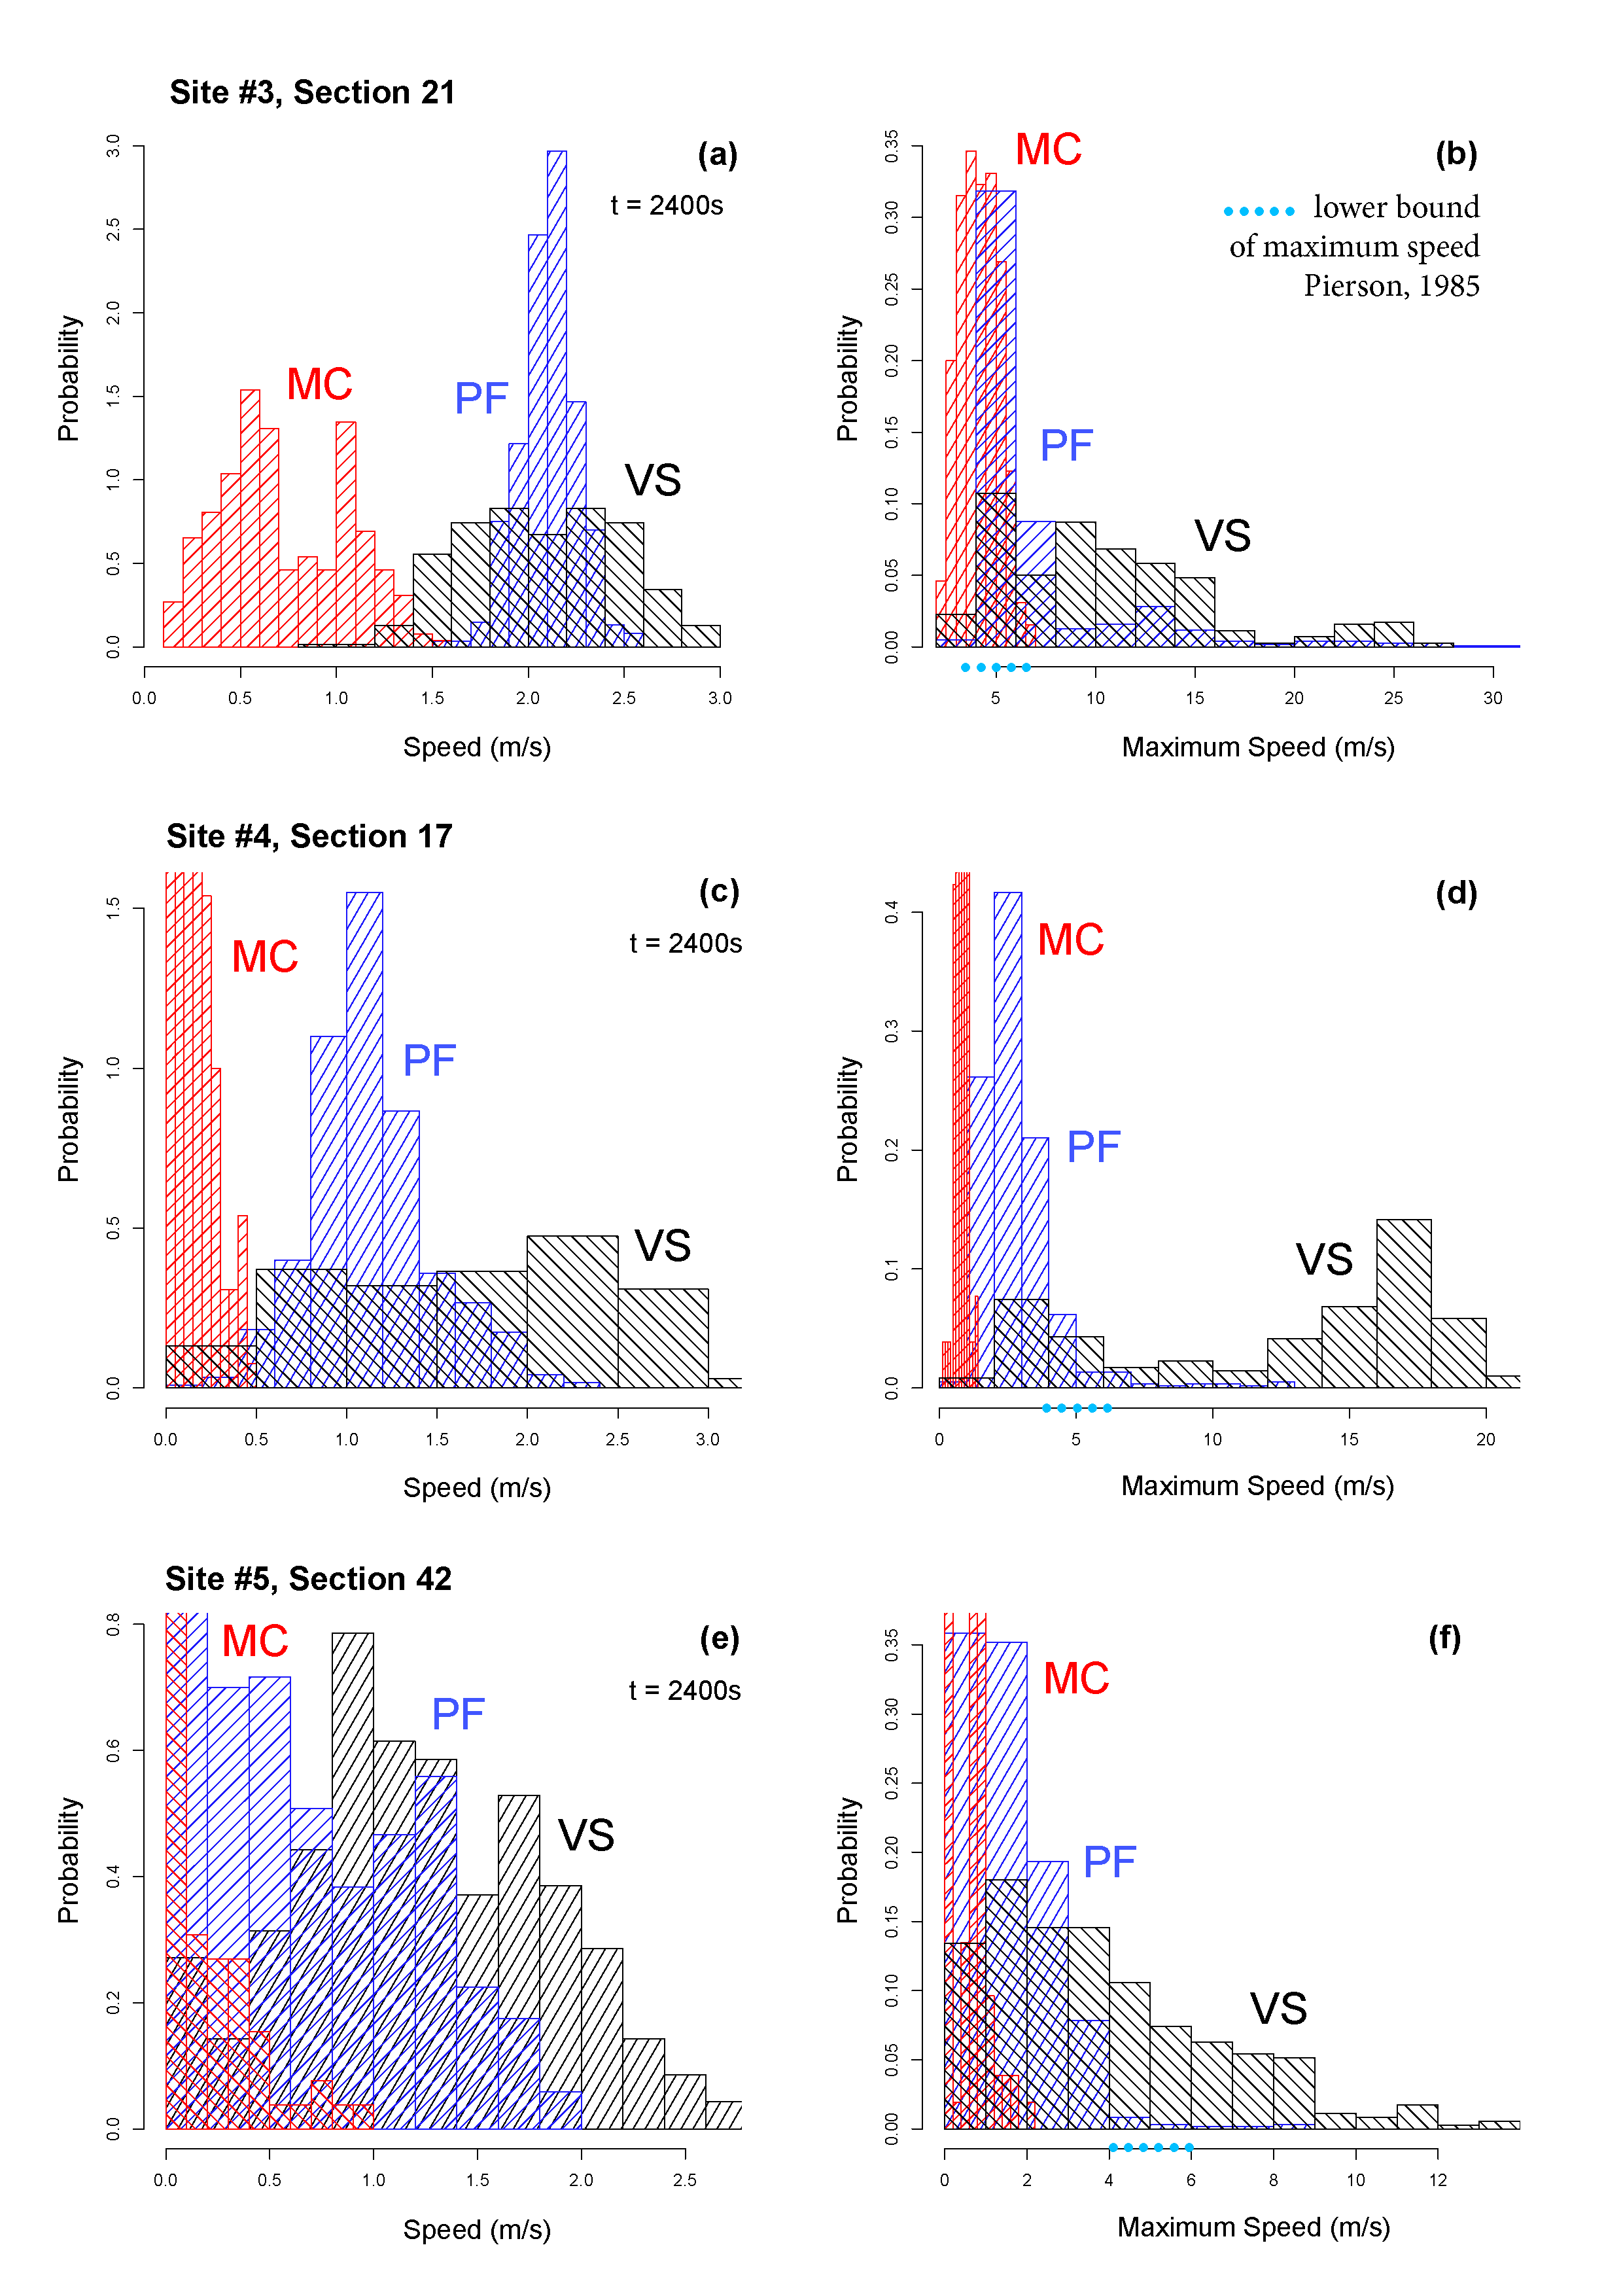 Site #3, Section 21
(a)
t = 2400s
MC
PF
VS
Probability
0.0 0.5 1.0 1.5 2.0 2.5 3.0
0.0 0.5 1.0 1.5 2.0 2.5 3.0
Speed (m/s)
(b)
MC
lower bound
of maximum speed
Pierson, 1985
PF
VS
Probability
0.00 0.05 0.10 0.15 0.20 0.25 0.30 0.35
5 10 15 20 25 30
Maximum Speed (m/s)
Site #4, Section 17
(c)
t = 2400s
MC
PF
VS
Probability
0.0 0.5 1.0 1.5
0.0 0.5 1.0 1.5 2.0 2.5 3.0
Speed (m/s)
(d)
MC
PF
VS
Probability
0.0 0.1 0.2 0.3 0.4
0 5 10 15 20
Maximum Speed (m/s)
Site #5, Section 42
(e)
t = 2400s
MC
PF
VS
Probability
0.0 0.2 0.4 0.6 0.8
0.0 0.5 1.0 1.5 2.0 2.5
Speed (m/s)
(f)
MC
PF
VS
Probability
0.00 0.05 0.10 0.15 0.20 0.25 0.30 0.35
0 2 4 6 8 10 12
Maximum Speed (m/s)